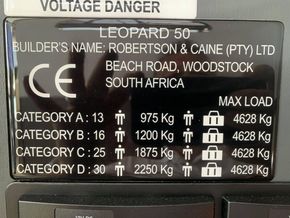 VOLTAGE DANGER
LEOPARD 50
BUILDER'S NAME: ROBERTSON & CAINE (PTY) LTD
CE BEACH ROAD, WOODSTOCK
SOUTH AFRICA
MAX LOAD
CATEGORY A : 13 975 Kg 4628 Kg
CATEGORY B : 16 1200 Kg 4628 Kg
CATEGORY C : 25 1875 Kg 4628 Kg
CATEGORY D : 30 2250 Kg 4628 Kg